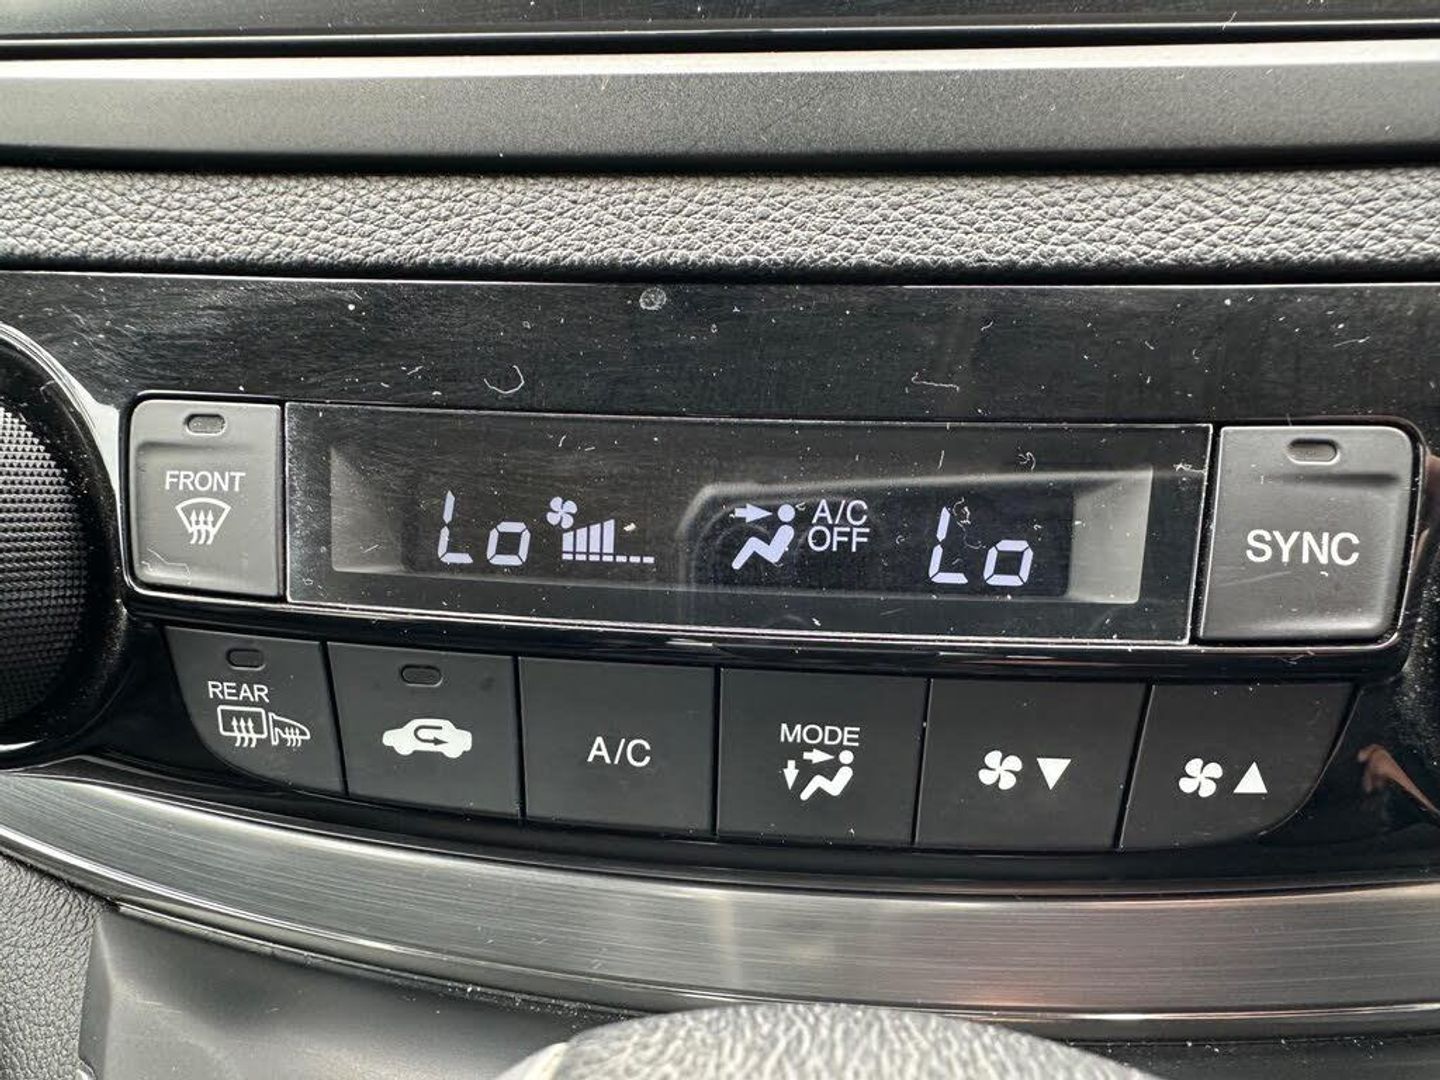 FRONT
Lo
A/C
OFF
Lo
SYNC
REAR
A/C
MODE